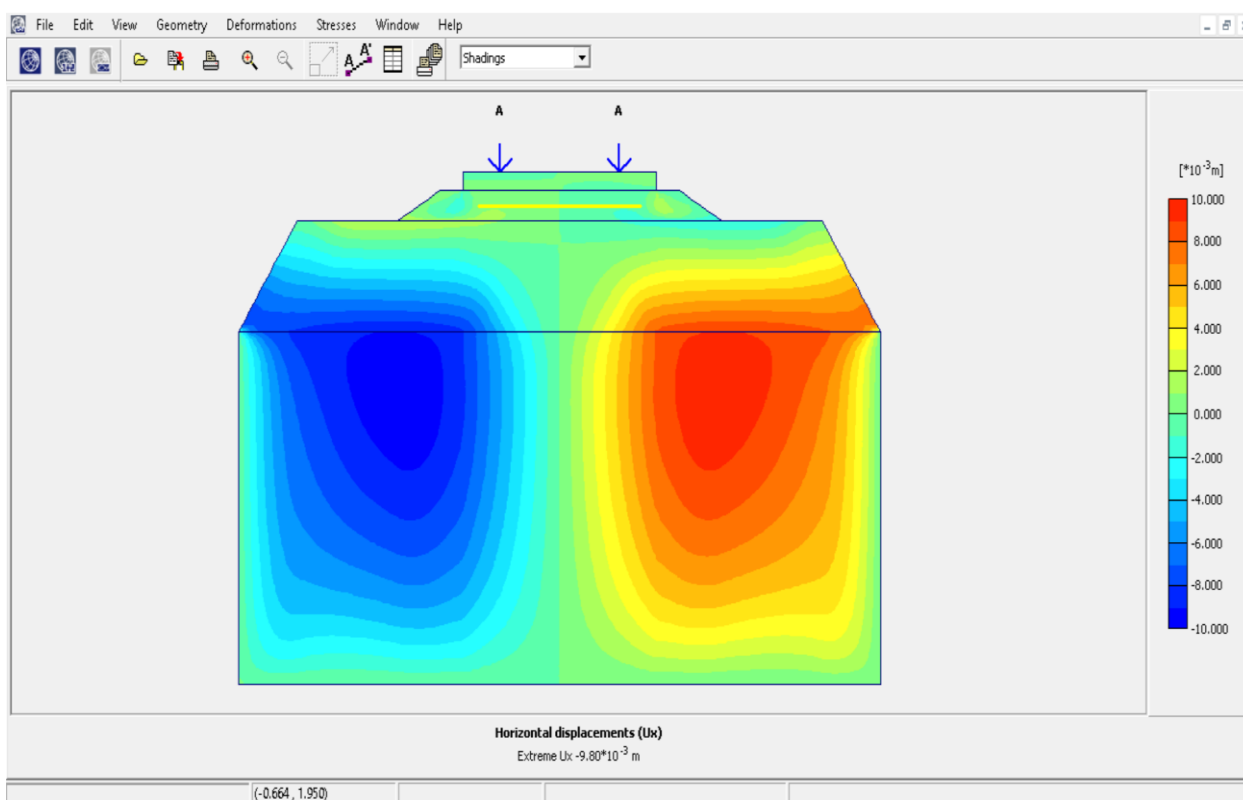 File Edit View Geometry Deformations Stresses Window Help
Shadings
A A
[*10-3m]
10.000
8.000
6.000
4.000
2.000
0.000
-2.000
-4.000
-6.000
-8.000
-10.000
Horizontal displacements (Ux)
Extreme Ux -9.80*10-3 m
(-0.664 , 1.950)